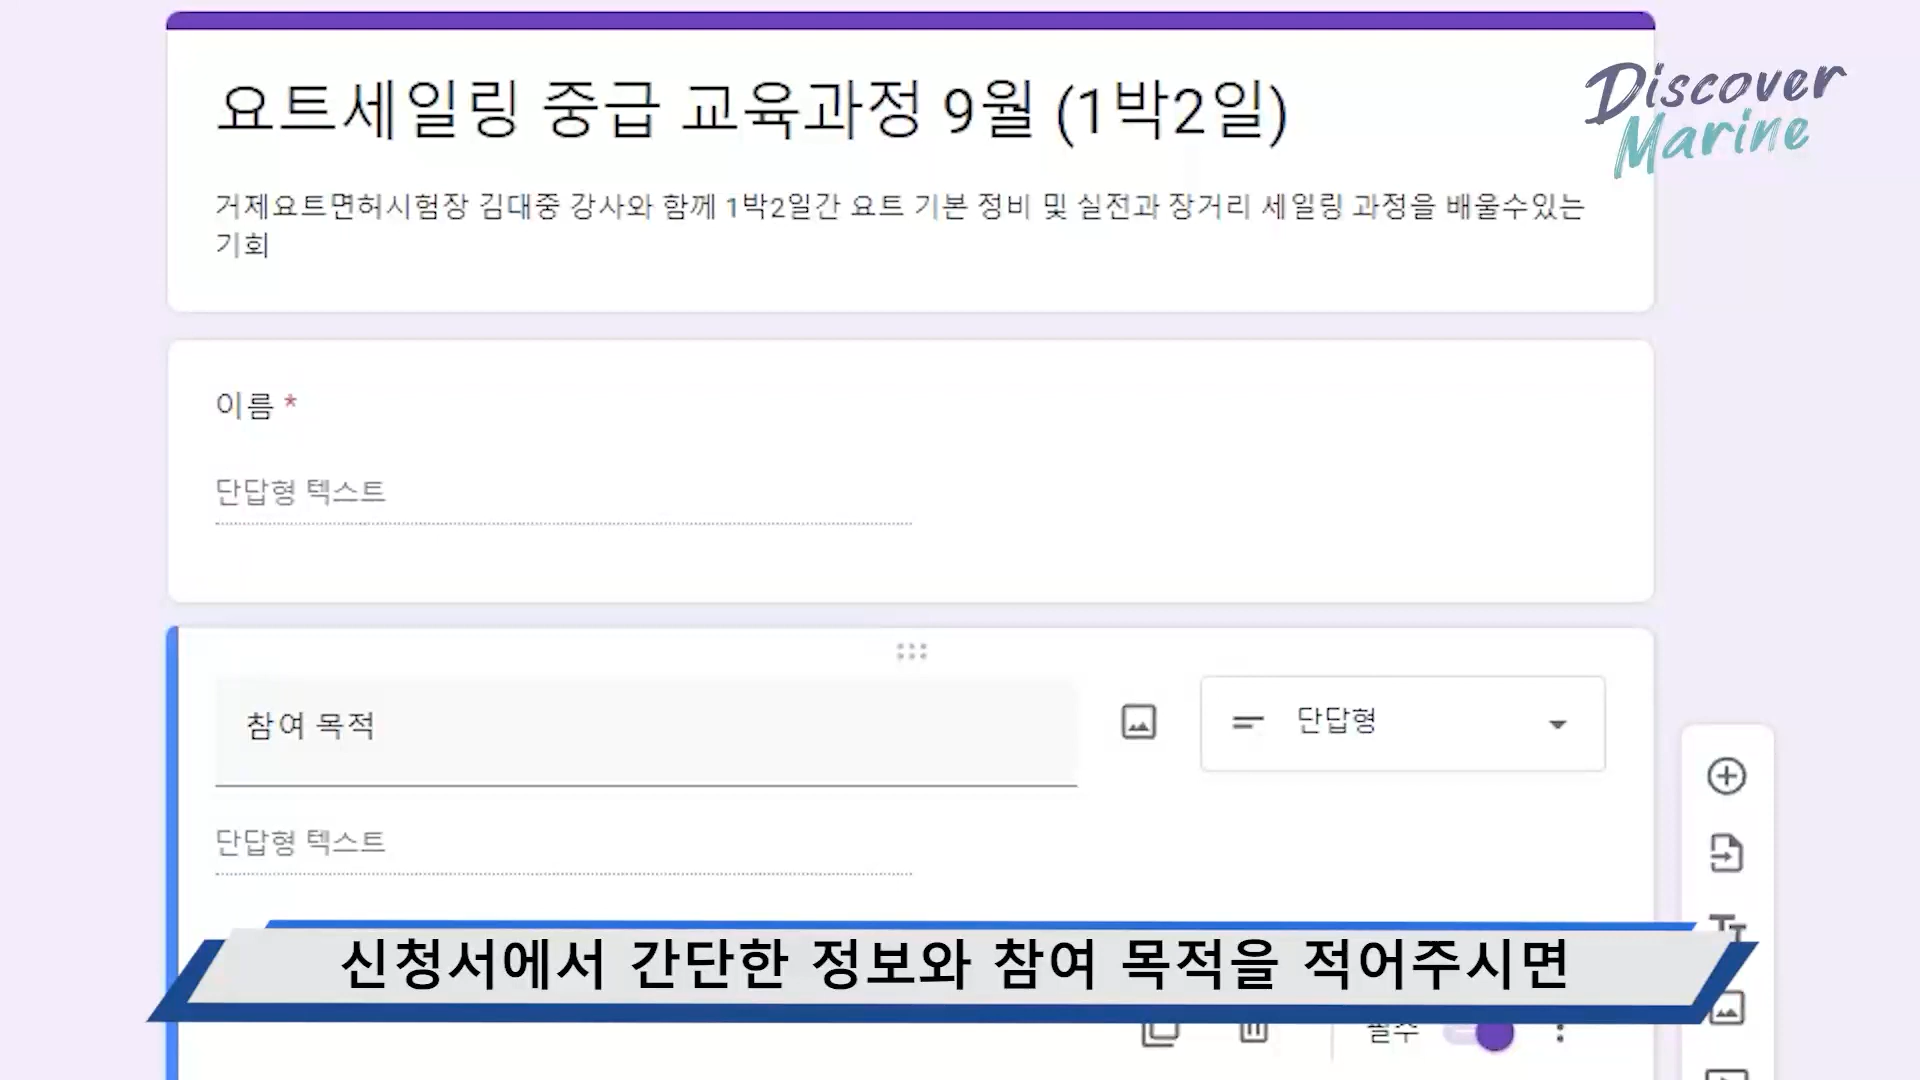 요트세일링 중급 교육과정 9월 (1박2일)
Discover
Marine
거제요트면허시험장 김대중 강사와 함께 1박2일간 요트 기본 정비 및 실전과 장거리 세일링 과정을 배울수있는
기회
이름 *
단답형 텍스트
참여 목적
단답형
단답형 텍스트
신청서에서 간단한 정보와 참여 목적을 적어주시면
필수